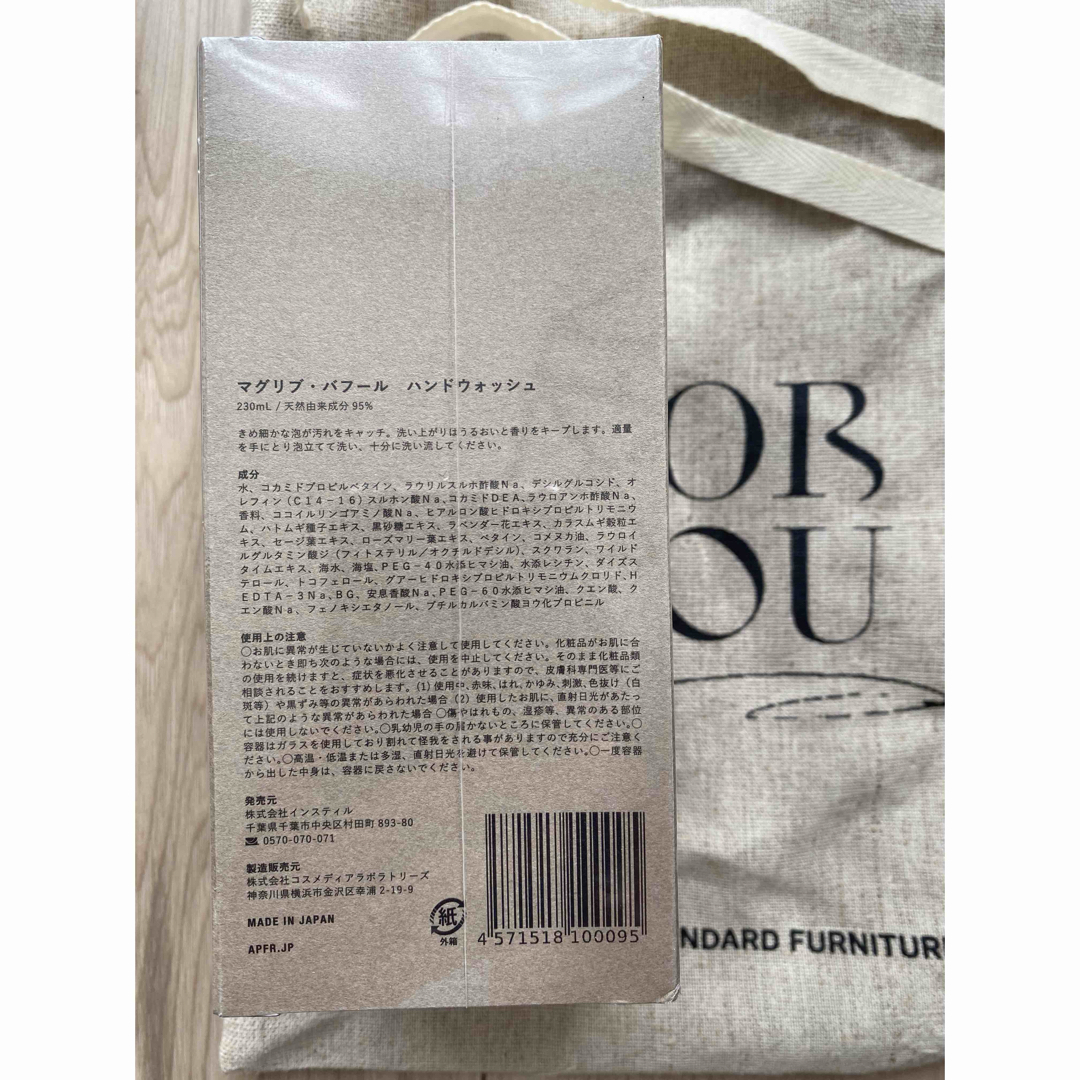 マグリブ・バフール　ハンドウォッシュ
230mL / 天然由来成分 95%
きめ細かな泡が汚れをキャッチ。洗い上がりはうるおいと香りをキープします。適量
を手にとり泡立てて洗い、十分に洗い流してください。
成分
水、コカミドプロピルベタイン、ラウリルスルホ酢酸Na、デシルグルコシド、オ
レフィン(C14-16)スルホン酸Na、コカミドDEA、ラウロアンホ酢酸Na、
香料、ココイルリンゴアミノ酸Na、ヒアルロン酸ヒドロキシプロピルトリモニウ
ム、ハトムギ種子エキス、黒砂糖エキス、ラベンダー花エキス、カラスムギ穀粒エ
キス、セージ葉エキス、ローズマリー葉エキス、ベタイン、コメヌカ油、ラウロイ
ルグルタミン酸ジ(フィトステリル/オクチルドデシル)、スクワラン、ワイルド
タイムエキス、海水、海塩、PEG-40水添ヒマシ油、水添レシチン、ダイズス
テロール、トコフェロール、グアーヒドロキシプロピルトリモニウムクロリド、H
EDTA-3Na、BG、安息香酸Na、PEG-60水添ヒマシ油、クエン酸、ク
エン酸Na、フェノキシエタノール、ブチルカルバミン酸ヨウ化プロピニル
使用上の注意
○お肌に異常が生じていないかよく注意して使用してください。化粧品がお肌に合
わないとき即ち次のような場合には、使用を中止してください。そのまま化粧品類
の使用を続けますと、症状を悪化させることがありますので、皮膚科専門医等にご
相談されることをおすすめします。(1)使用中、赤味、はれ、かゆみ、刺激、色抜け(白
斑等)や黒ずみ等の異常があらわれた場合(2)使用したお肌に、直射日光があたっ
て上記のような異常があらわれた場合 ○傷やはれもの、湿疹等、異常のある部位
には使用しないでください。○乳幼児の手の届かないところに保管してください。○
容器はガラスを使用しており割れて怪我をされる事がありますので充分にご注意く
ださい。○高温・低温または多湿、直射日光を避けて保管してください。○一度容器
から出した中身は、容器に戻さないでください。
発売元
株式会社インスティル
千葉県千葉市中央区村田町 893-80
☎ 0570-070-071
製造販売元
株式会社コスメディアラボラトリーズ
神奈川県横浜市金沢区幸浦 2-19-9
MADE IN JAPAN
APFR.JP
紙
外箱
4 571518 100095
OR
OU
NDARD FURNITUR